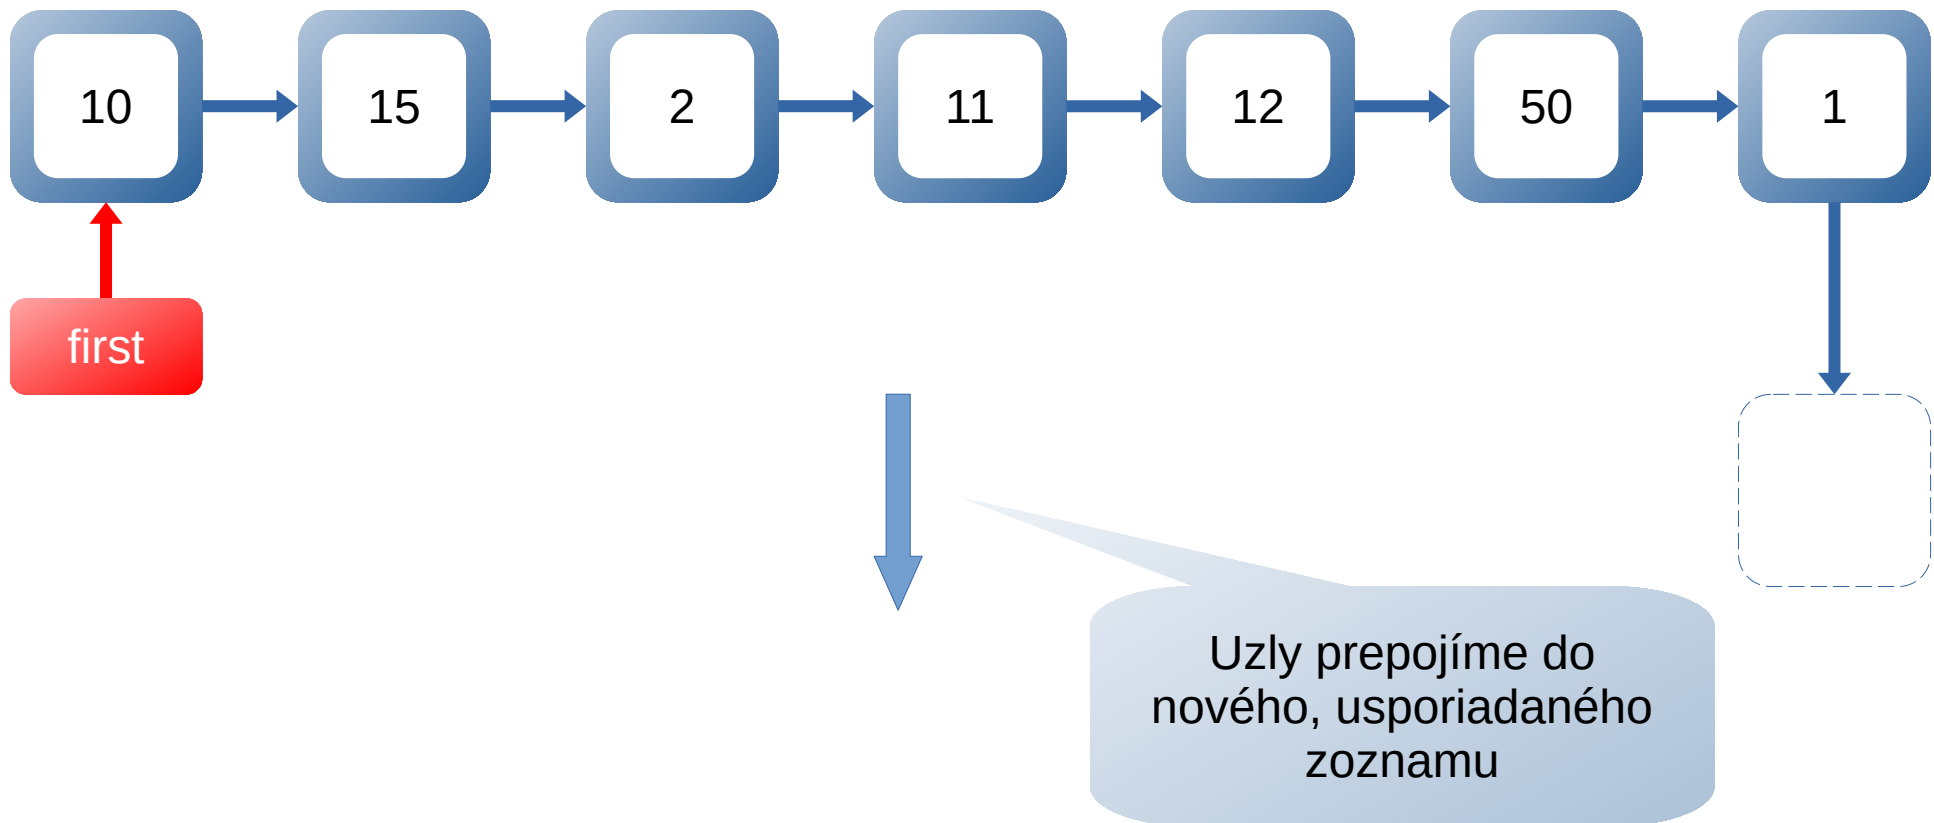 10 15 2 11 12 50 1
first
Uzly prepojíme do
nového, usporiadaného
zoznamu